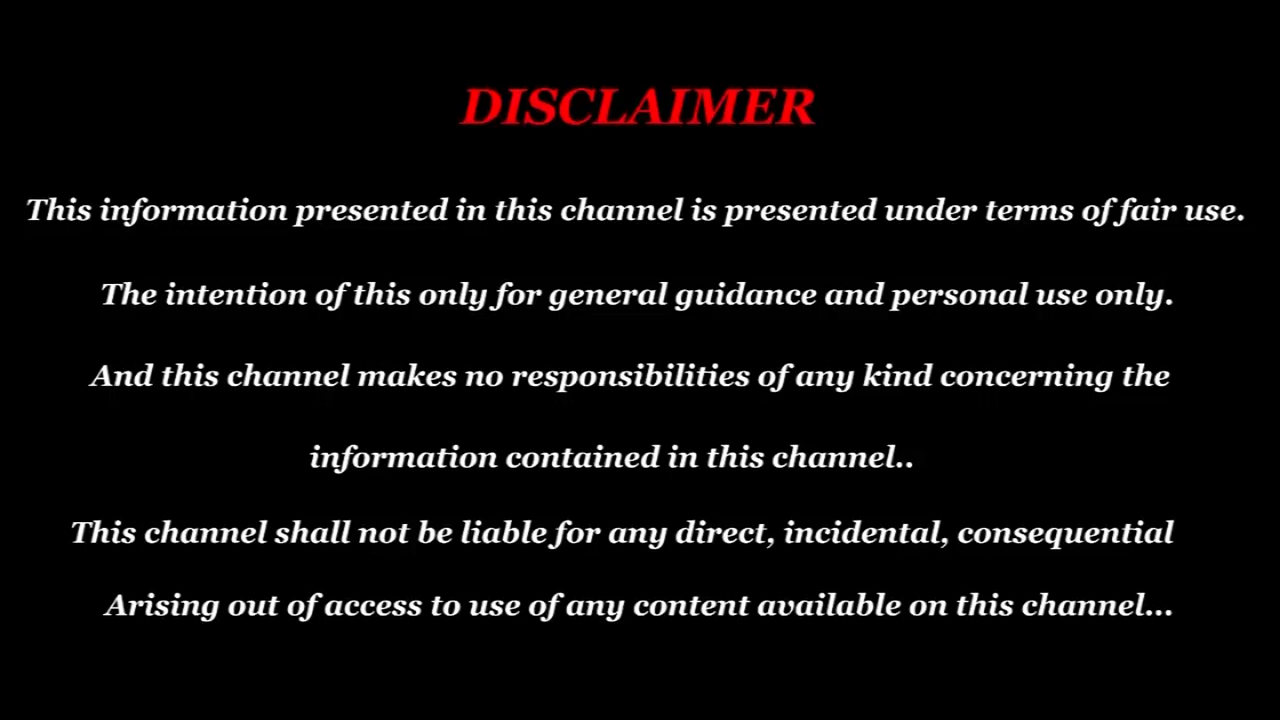 DISCLAIMER
This information presented in this channel is presented under terms of fair use.
The intention of this only for general guidance and personal use only.
And this channel makes no responsibilities of any kind concerning the
information contained in this channel..
This channel shall not be liable for any direct, incidental, consequential
Arising out of access to use of any content available on this channel...